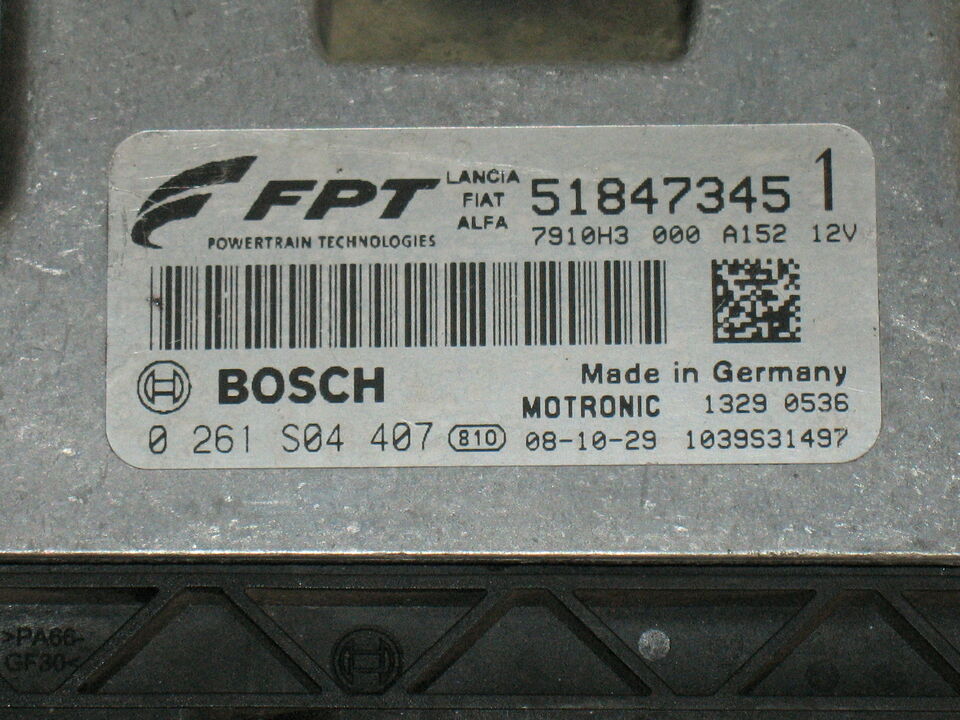 FPT
POWERTRAIN TECHNOLOGIES
LANCIA
FIAT
ALFA
51847345 1
7910H3 000 A152 12V
BOSCH
Made in Germany
MOTRONIC 1329 0536
0 261 S04 407 810 08-10-29 1039S31497
>PA66-
GF30<